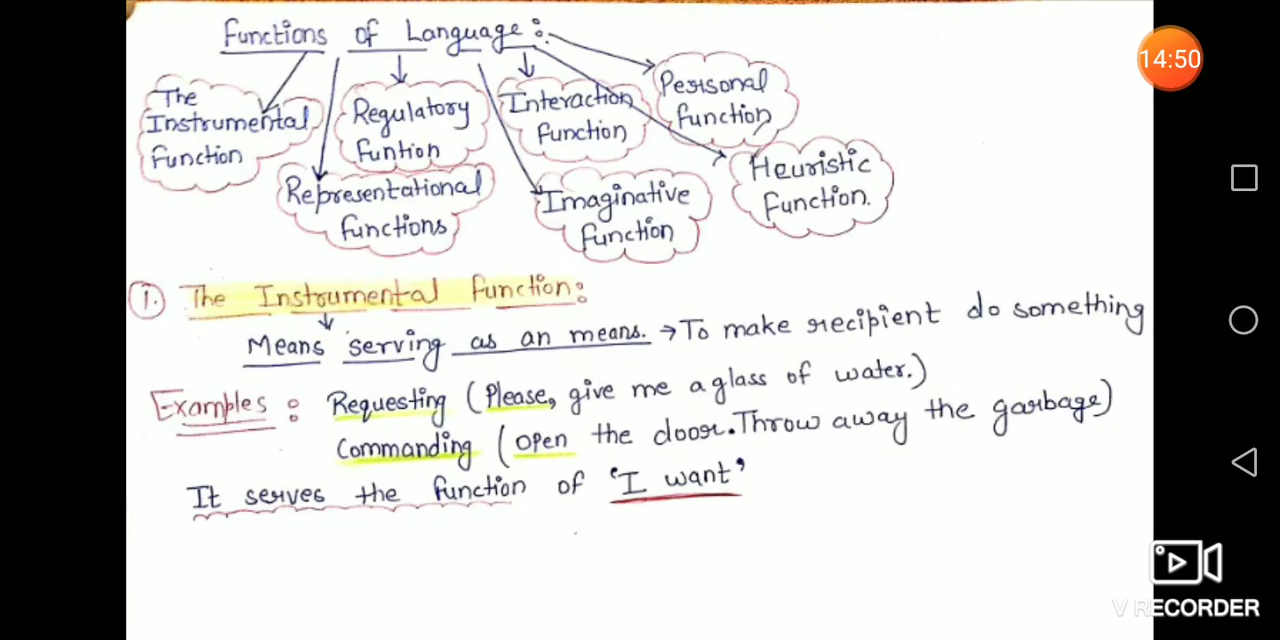 Functions of Language :
The
Instrumental
Function
Regulatory
Funtion
Interaction
function
Personal
function
Representational
functions
Imaginative
function
Heuristic
Function.
1. The Instrumental function:
Means serving as an means. → To make recipient do something
Examples : Requesting (Please, give me a glass of water.)
Commanding (open the door. Throw away the garbage)
It serves the function of 'I want'
14:50
V RECORDER